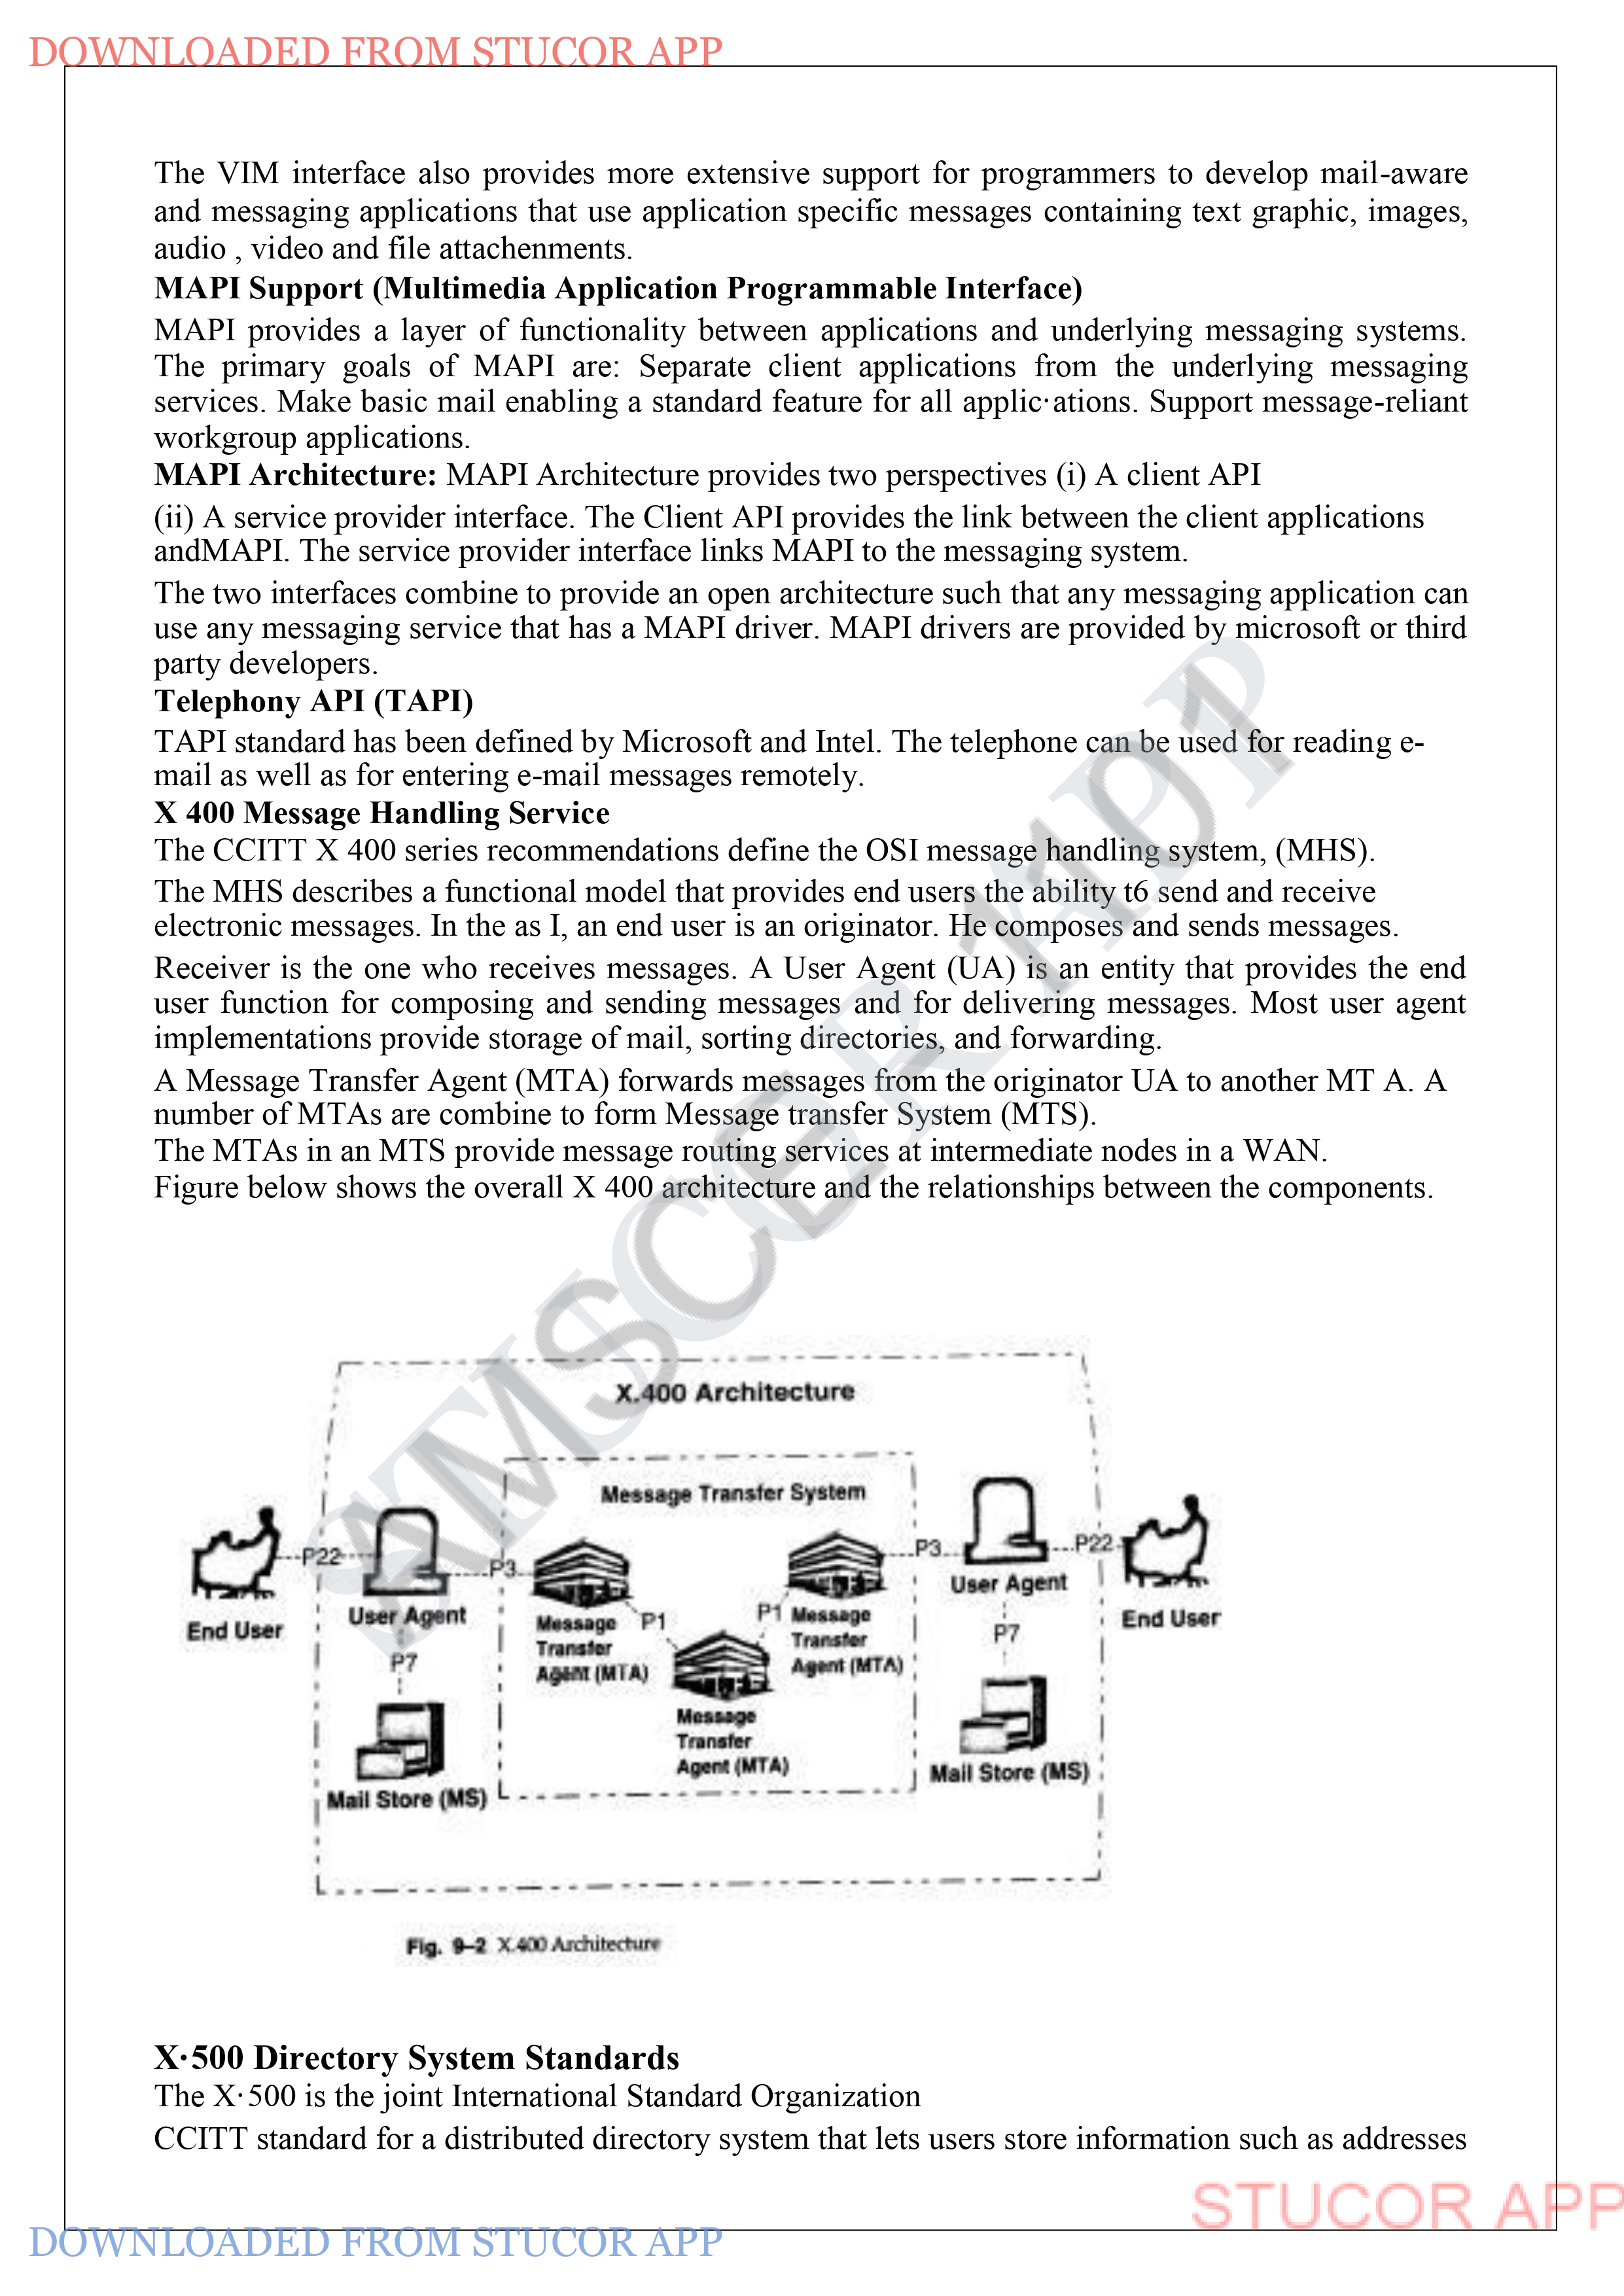 DOWNLOADED FROM STUCOR APP
The VIM interface also provides more extensive support for programmers to develop mail-aware
and messaging applications that use application specific messages containing text graphic, images,
audio , video and file attachenments.
MAPI Support (Multimedia Application Programmable Interface)
MAPI provides a layer of functionality between applications and underlying messaging systems.
The primary goals of MAPI are: Separate client applications from the underlying messaging
services. Make basic mail enabling a standard feature for all applic·ations. Support message-reliant
workgroup applications.
MAPI Architecture: MAPI Architecture provides two perspectives (i) A client API
(ii) A service provider interface. The Client API provides the link between the client applications
andMAPI. The service provider interface links MAPI to the messaging system.
The two interfaces combine to provide an open architecture such that any messaging application can
use any messaging service that has a MAPI driver. MAPI drivers are provided by microsoft or third
party developers.
Telephony API (TAPI)
TAPI standard has been defined by Microsoft and Intel. The telephone can be used for reading e-
mail as well as for entering e-mail messages remotely.
X 400 Message Handling Service
The CCITT X 400 series recommendations define the OSI message handling system, (MHS).
The MHS describes a functional model that provides end users the ability t6 send and receive
electronic messages. In the as I, an end user is an originator. He composes and sends messages.
Receiver is the one who receives messages. A User Agent (UA) is an entity that provides the end
user function for composing and sending messages and for delivering messages. Most user agent
implementations provide storage of mail, sorting directories, and forwarding.
A Message Transfer Agent (MTA) forwards messages from the originator UA to another MT A. A
number of MTAs are combine to form Message transfer System (MTS).
The MTAs in an MTS provide message routing services at intermediate nodes in a WAN.
Figure below shows the overall X 400 architecture and the relationships between the components.
X.400 Architecture
Message Transfer System
P22
P3
P3
P22
User Agent
End User
User Agent
End User
Message
Transfer
Agent (MTA)
P1
P1
Message
Transfer
Agent (MTA)
P7
P7
Message
Transfer
Agent (MTA)
Mail Store (MS)
Mail Store (MS)
Fig. 9–2 X.400 Architecture
X·500 Directory System Standards
The X·500 is the joint International Standard Organization
CCITT standard for a distributed directory system that lets users store information such as addresses
STUCOR APP
DOWNLOADED FROM STUCOR APP